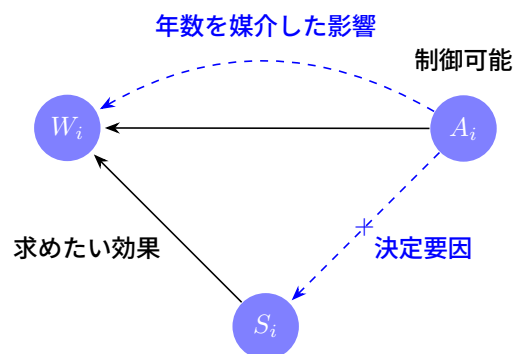 年数を媒介した影響
制御可能
W_i
A_i
求めたい効果
決定要因
S_i